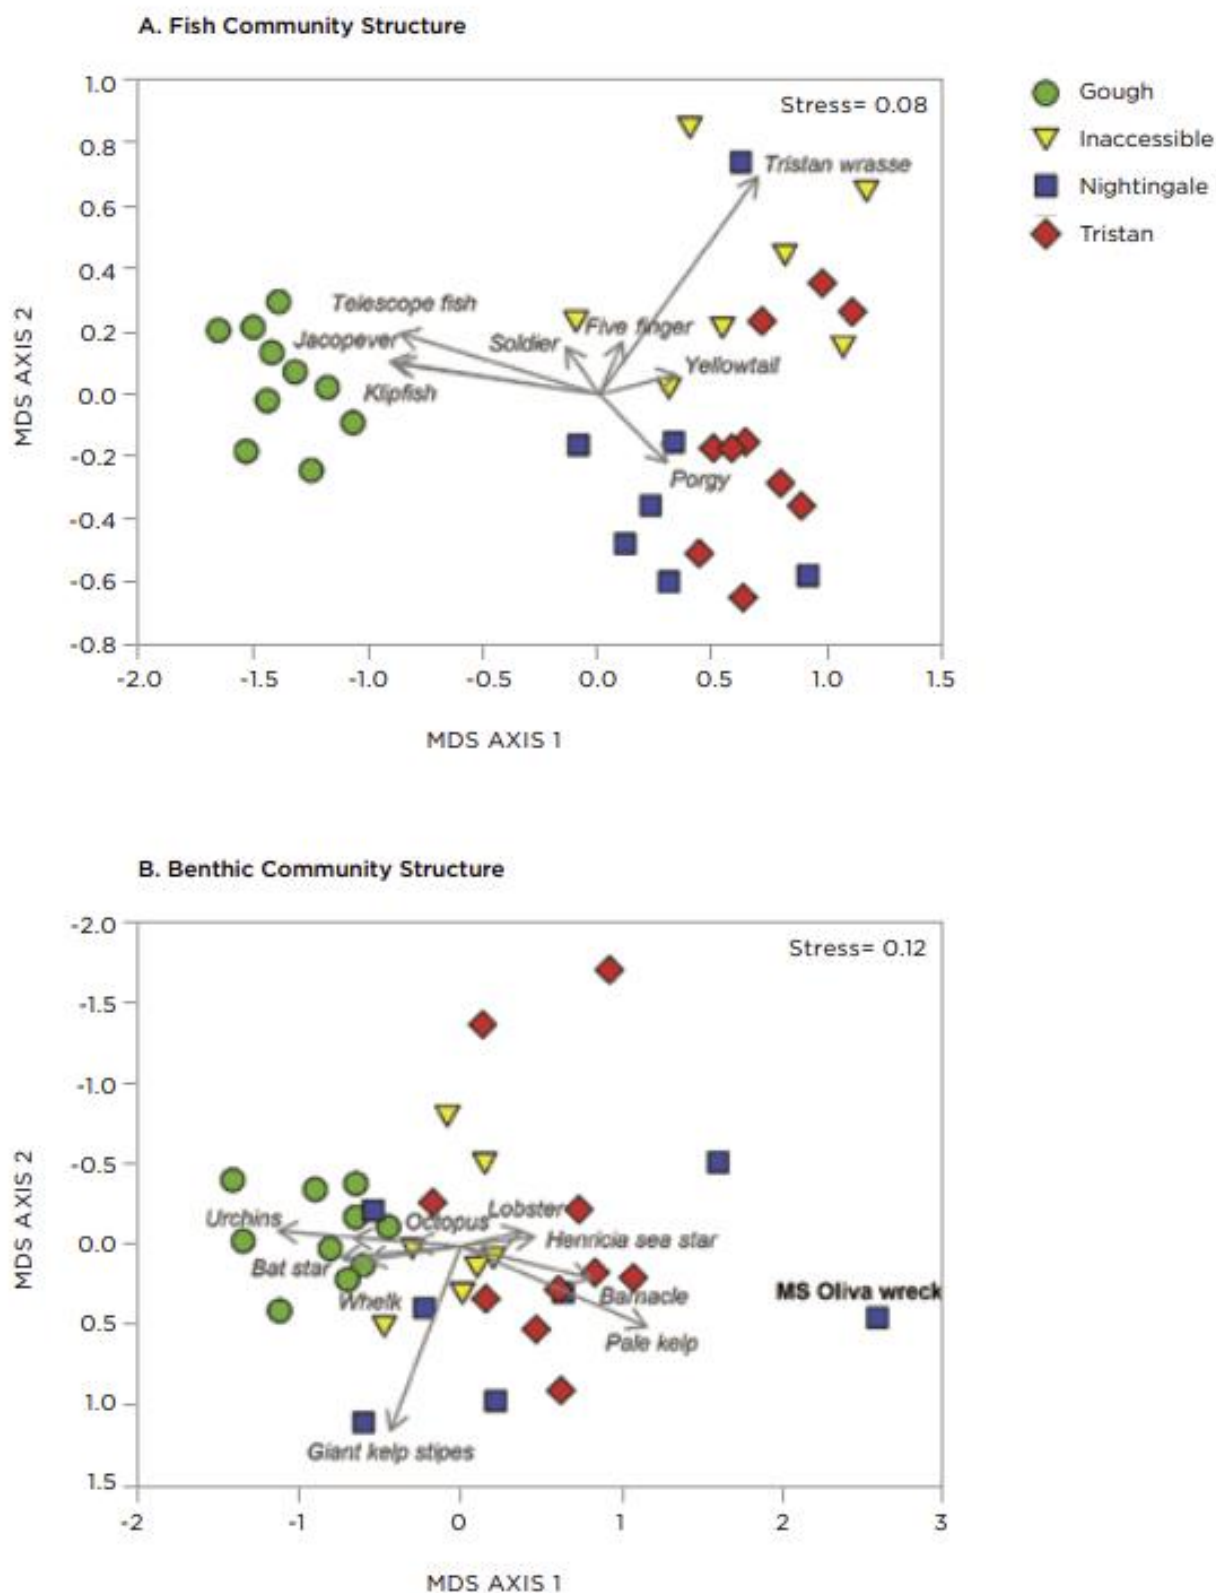 A. Fish Community Structure
1.0
0.8
0.6
0.4
0.2
0.0
-0.2
-0.4
-0.6
-0.8
MDS AXIS 2
Stress= 0.08
Tristan wrasse
Telescope fish
Jacopever
Soldier
Five finger
Yellowtail
Klipfish
Porgy
-2.0 -1.5 -1.0 -0.5 0.0 0.5 1.0 1.5
MDS AXIS 1
Gough
Inaccessible
Nightingale
Tristan
B. Benthic Community Structure
-2.0
-1.5
-1.0
-0.5
0.0
0.5
1.0
1.5
MDS AXIS 2
Stress= 0.12
Urchins
Octopus
Lobster
Henricia sea star
Bat star
Whelk
Barnacle
MS Oliva wreck
Pale kelp
Giant kelp stipes
-2 -1 0 1 2 3
MDS AXIS 1